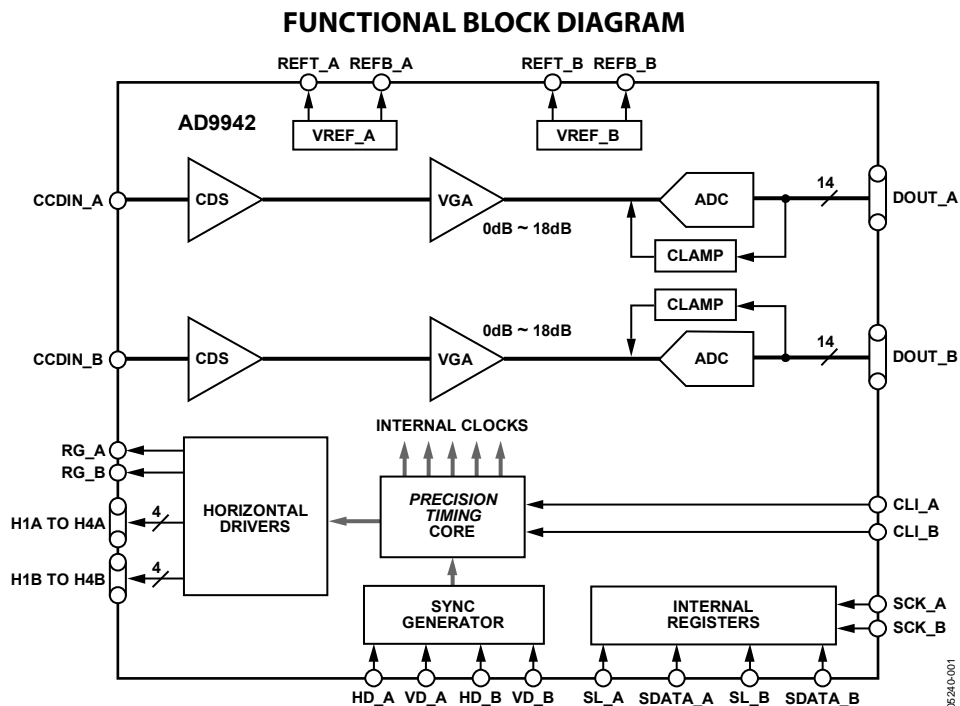 FUNCTIONAL BLOCK DIAGRAM
REFT_A REFB_A REFT_B REFB_B
AD9942
VREF_A VREF_B
CCDIN_A CDS VGA ADC 14 DOUT_A
0dB ~ 18dB
CLAMP
CLAMP
0dB ~ 18dB
CCDIN_B CDS VGA ADC 14 DOUT_B
INTERNAL CLOCKS
RG_A
RG_B
H1A TO H4A 4
H1B TO H4B 4
HORIZONTAL
DRIVERS
PRECISION
TIMING
CORE
CLI_A
CLI_B
SYNC
GENERATOR
INTERNAL
REGISTERS
SCK_A
SCK_B
HD_A VD_A HD_B VD_B SL_A SDATA_A SL_B SDATA_B
05240-001